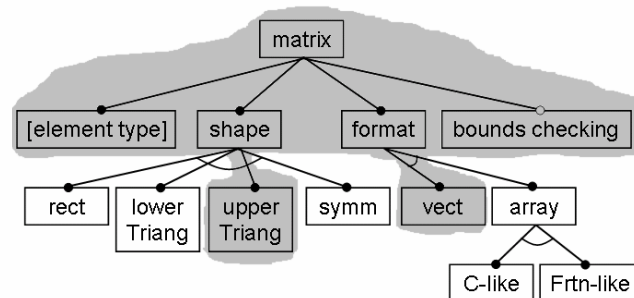 matrix
[element type]
shape
format
bounds checking
rect
lower
Triang
upper
Triang
symm
vect
array
C-like
Frtn-like